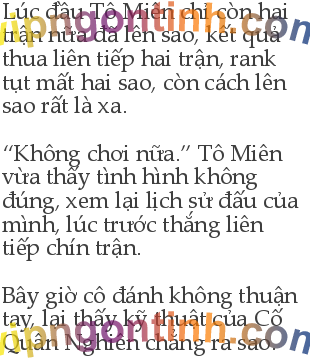 Lúc đầu Tô Miên chỉ còn hai
trận nữa đã lên sao, kết quả
thua liên tiếp hai trận, rank
tụt mất hai sao, còn cách lên
sao rất là xa.

“Không chơi nữa.” Tô Miên
vừa thấy tình hình không
đúng, xem lại lịch sử đấu của
mình, lúc trước thắng liên
tiếp chín trận.

Bây giờ cô đánh không thuận
tay, lại thấy kỹ thuật của Cố
Quân Nghiên chẳng ra sao.
vipngontinh.com
vipngontinh.com